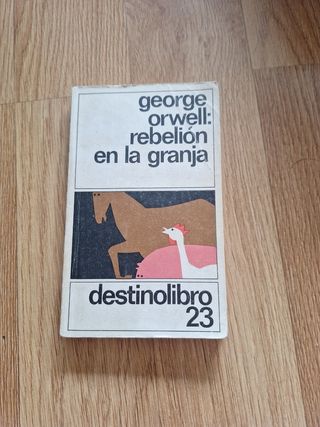 george
orwell:
rebelión
en la granja
destinolibro
23